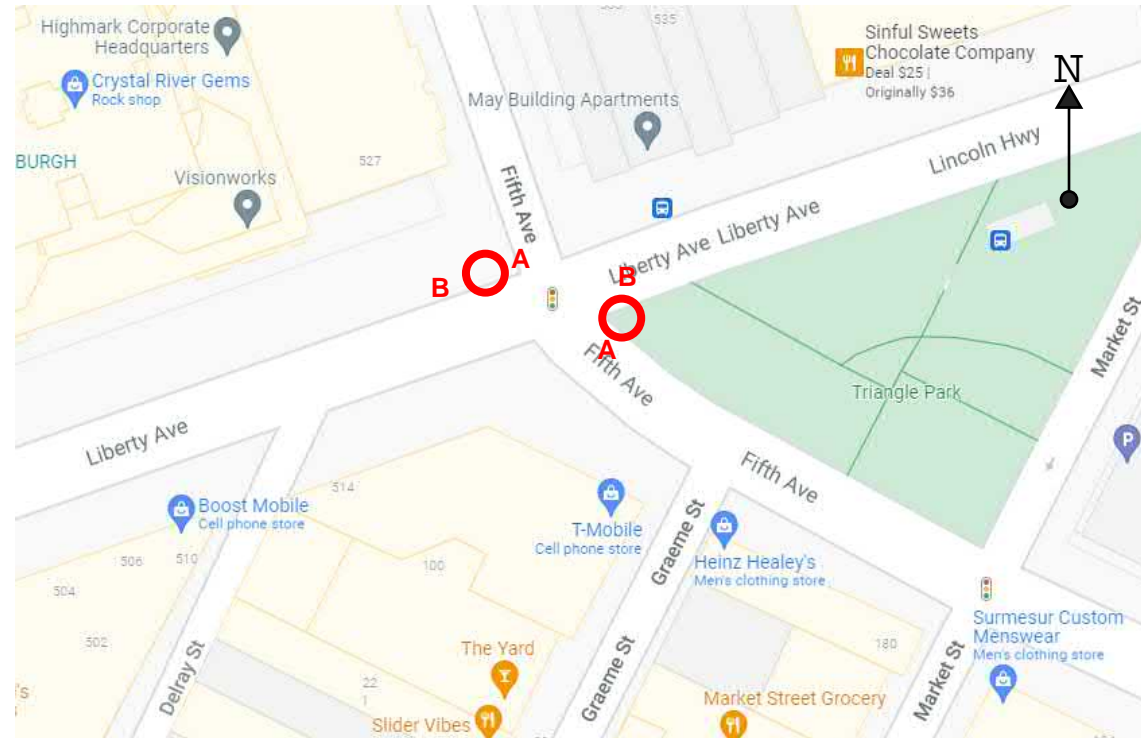 535
Highmark Corporate
Headquarters
Sinful Sweets
Chocolate Company
Deal $25 |
Originally $36
N
Crystal River Gems
Rock shop
May Building Apartments
Lincoln Hwy
BURGH
527
Visionworks
Fifth Ave
Liberty Ave
Liberty Ave
A
B
B
A
Fifth Ave
Market St
Triangle Park
P
Liberty Ave
Fifth Ave
514
Boost Mobile
Cell phone store
T-Mobile
Cell phone store
Graeme St
Heinz Healey's
Men's clothing store
506
510
100
504
502
180
Surmesur Custom
Menswear
Men's clothing store
Delray St
The Yard
Graeme St
Market St
22
1
's
Market Street Grocery
Slider Vibes